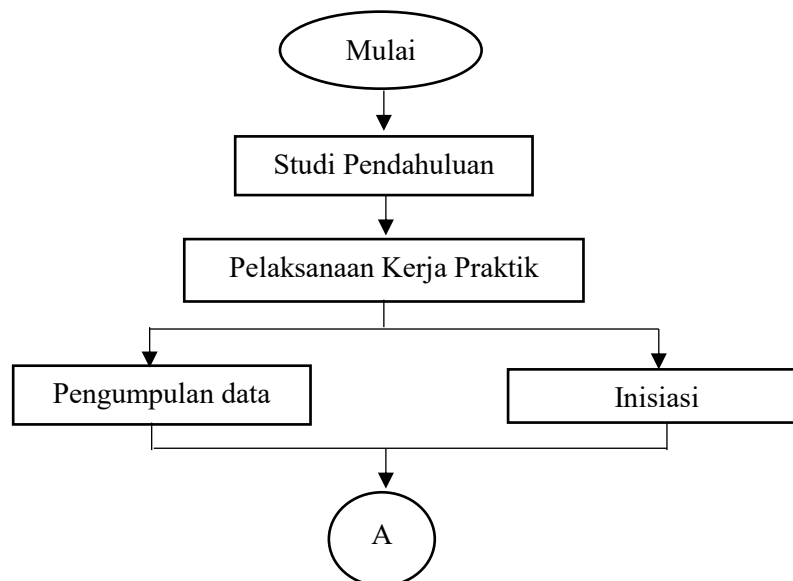 Mulai
Studi Pendahuluan
Pelaksanaan Kerja Praktik
Pengumpulan data
Inisiasi
A